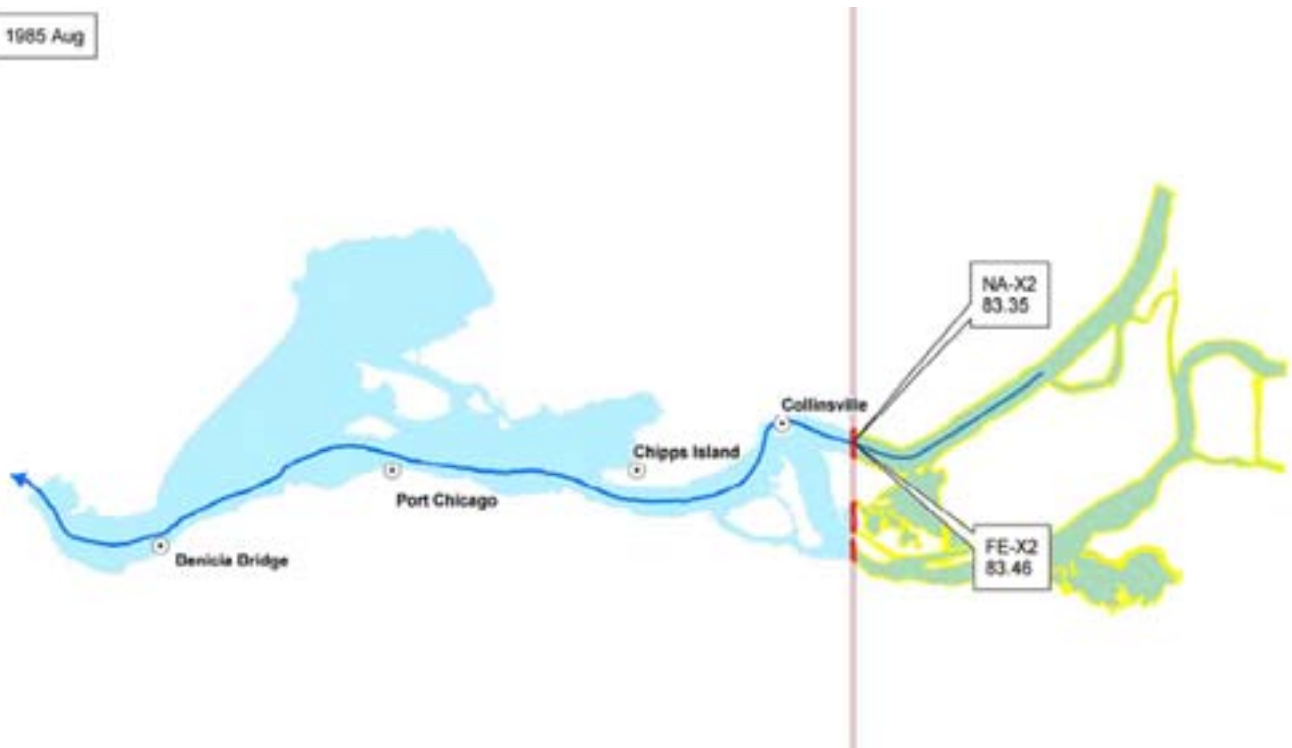 1985 Aug
NA-X2
83.35
Collinsville
Chipps Island
Port Chicago
Benicia Bridge
FE-X2
83.46